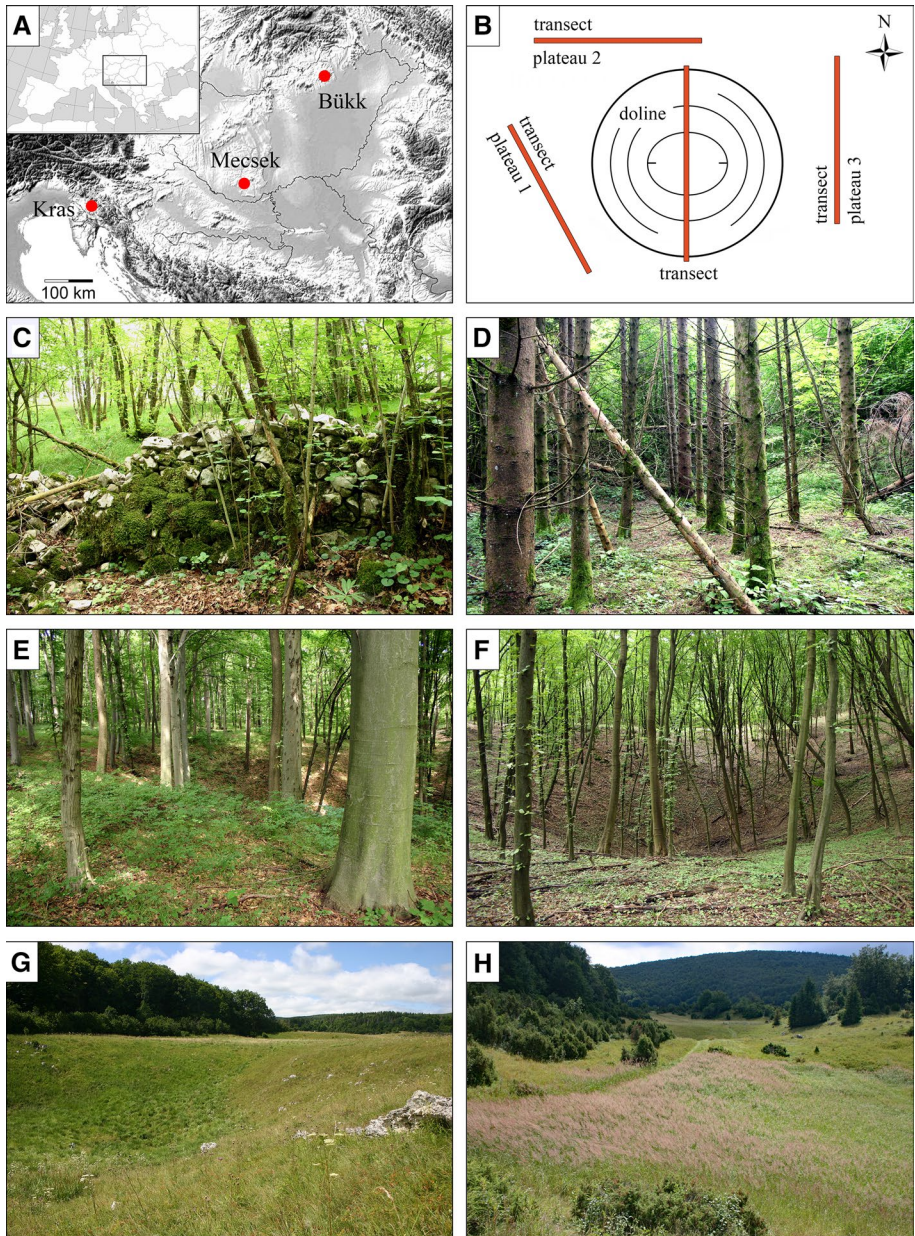 A
Bükk
Mecsek
Kras
100 km
B
transect
plateau 2
N
doline
transect
plateau 1
transect
plateau 3
transect
C
D
E
F
G
H